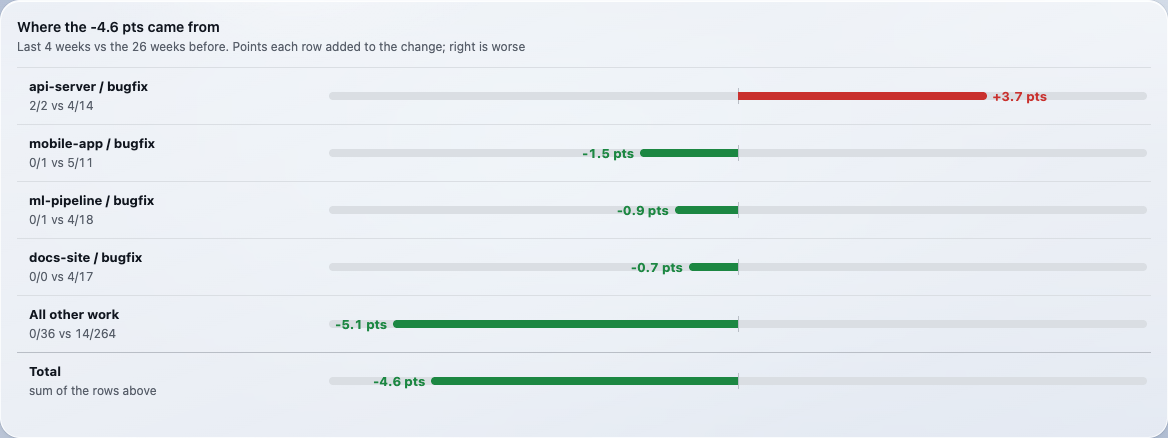 Where the -4.6 pts came from
Last 4 weeks vs the 26 weeks before. Points each row added to the change; right is worse
api-server / bugfix
2/2 vs 4/14
+3.7 pts
mobile-app / bugfix
0/1 vs 5/11
-1.5 pts
ml-pipeline / bugfix
0/1 vs 4/18
-0.9 pts
docs-site / bugfix
0/0 vs 4/17
-0.7 pts
All other work
0/36 vs 14/264
-5.1 pts
Total
sum of the rows above
-4.6 pts